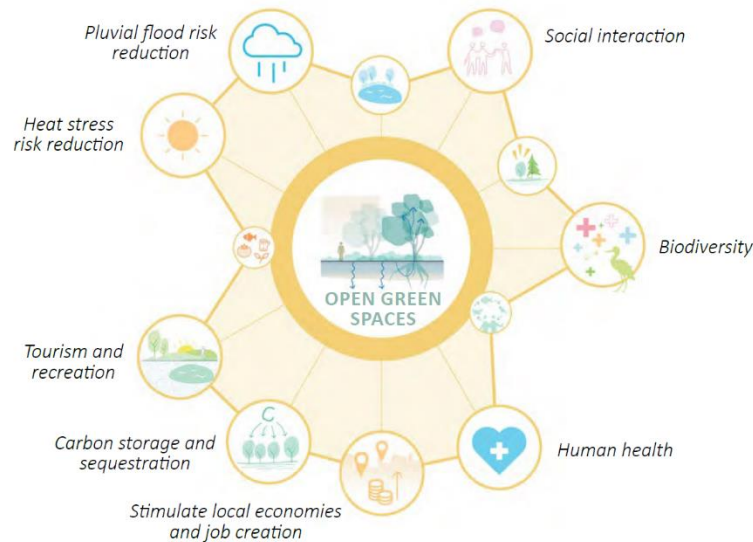 Pluvial flood risk
reduction
Social interaction
Heat stress
risk reduction
Biodiversity
OPEN GREEN
SPACES
Tourism and
recreation
Carbon storage and
sequestration
C
Human health
Stimulate local economies
and job creation